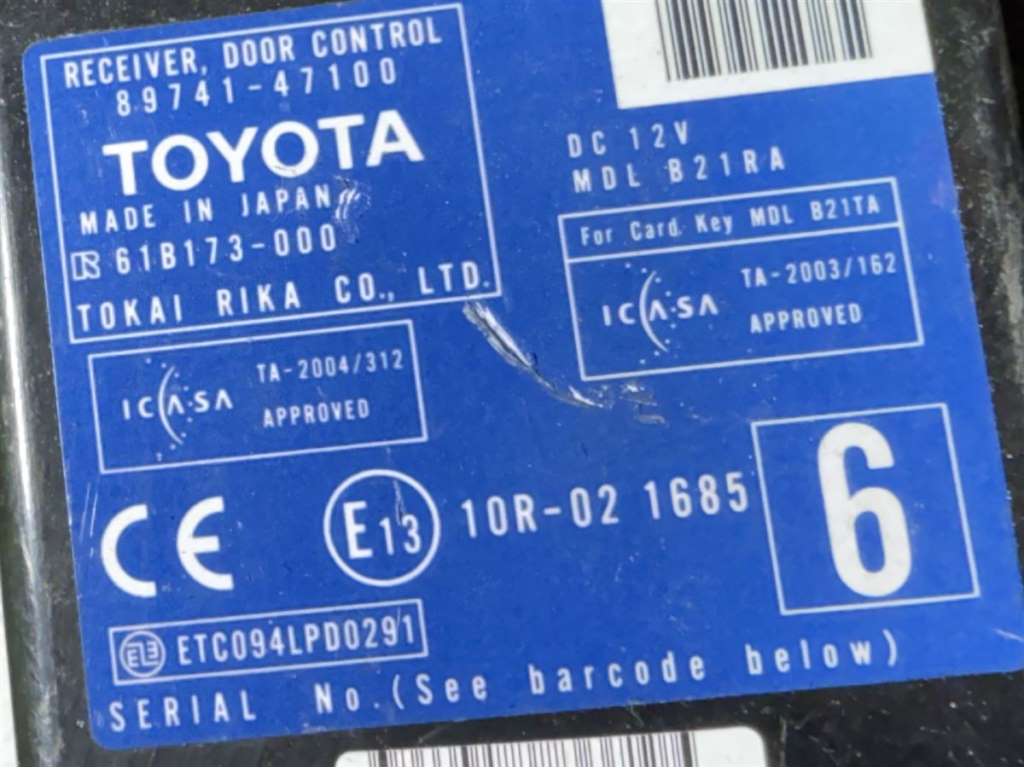 RECEIVER, DOOR CONTROL
89741-47100
TOYOTA
MADE IN JAPAN
61B173-000
TOKAI RIKA CO., LTD.
DC 12V
MDL B21RA
For Card Key MDL B21TA
ICASA TA-2003/162
APPROVED
ICASA TA-2004/312
APPROVED
CE E13 10R-02 1685
6
ETC094LPD0291
SERIAL No.(See barcode below)